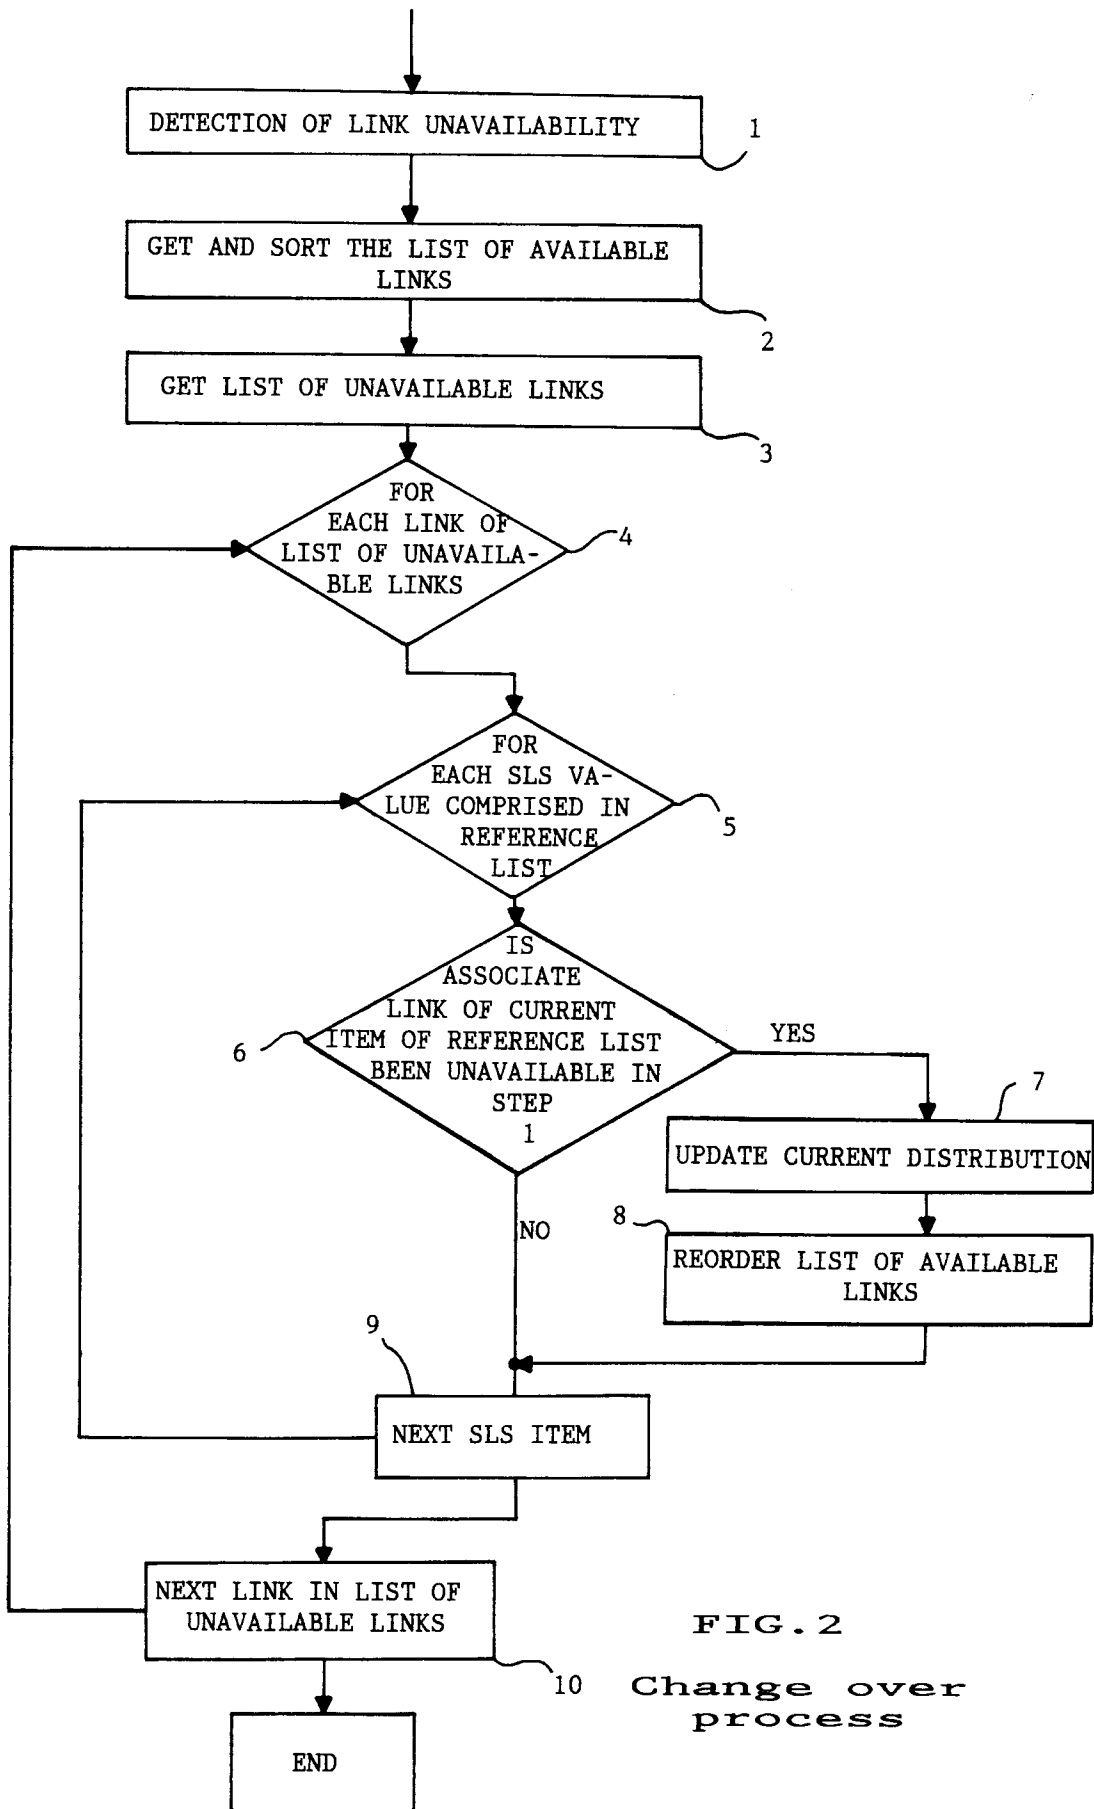 DETECTION OF LINK UNAVAILABILITY
1
GET AND SORT THE LIST OF AVAILABLE
LINKS
2
GET LIST OF UNAVAILABLE LINKS
3
FOR
EACH LINK OF
LIST OF UNAVAILA-
BLE LINKS
4
FOR
EACH SLS VA-
LUE COMPRISED IN
REFERENCE
LIST
5
IS
ASSOCIATE
LINK OF CURRENT
ITEM OF REFERENCE LIST
BEEN UNAVAILABLE IN
STEP
1
6
YES
7
UPDATE CURRENT DISTRIBUTION
NO
8
REORDER LIST OF AVAILABLE
LINKS
9
NEXT SLS ITEM
NEXT LINK IN LIST OF
UNAVAILABLE LINKS
10
END
FIG.2
Change over
process